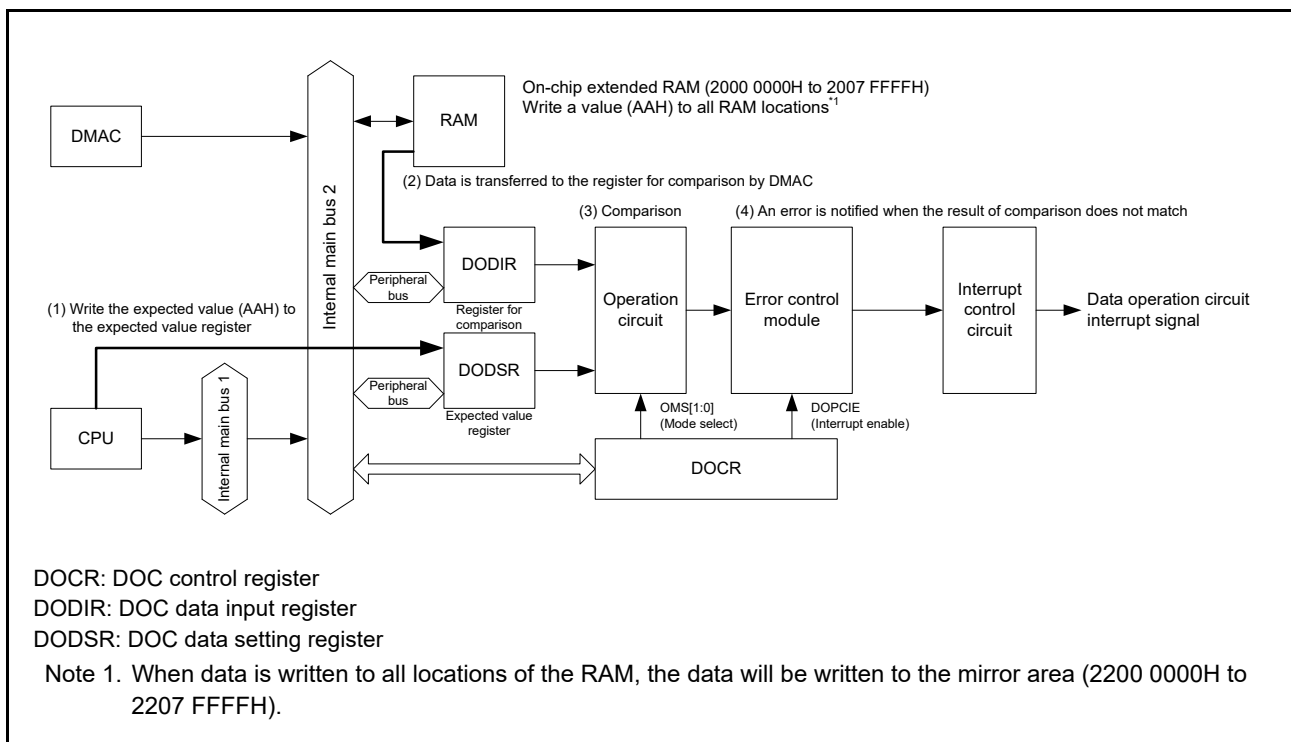 On-chip extended RAM (2000 0000H to 2007 FFFFH)
Write a value (AAH) to all RAM locations*1
RAM
DMAC
Internal main bus 2
(2) Data is transferred to the register for comparison by DMAC
(3) Comparison
(4) An error is notified when the result of comparison does not match
DODIR
Peripheral
bus
Register for
comparison
Operation
circuit
Error control
module
Interrupt
control
circuit
Data operation circuit
interrupt signal
(1) Write the expected value (AAH) to
the expected value register
DODSR
Peripheral
bus
Expected value
register
CPU
Internal main bus 1
OMS[1:0]
(Mode select)
DOPCIE
(Interrupt enable)
DOCR
DOCR: DOC control register
DODIR: DOC data input register
DODSR: DOC data setting register
Note 1. When data is written to all locations of the RAM, the data will be written to the mirror area (2200 0000H to
2207 FFFFH).